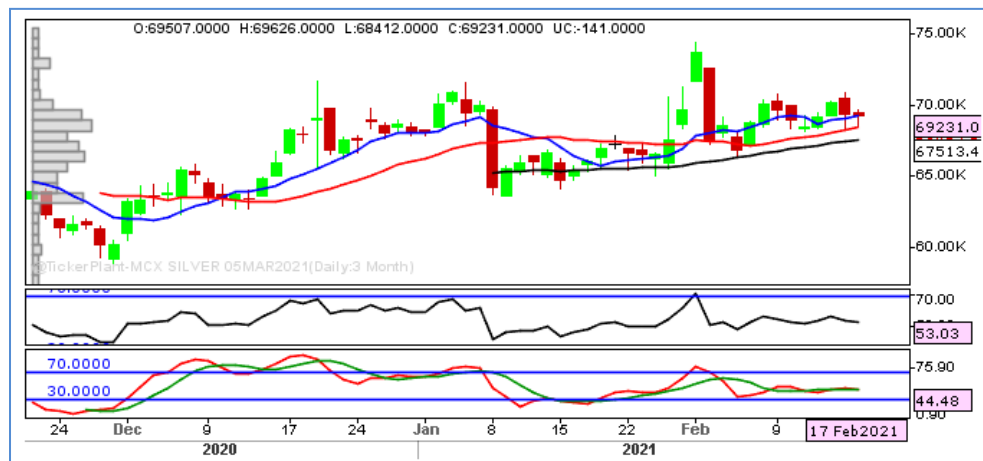 O:69507.0000 H:69626.0000 L:68412.0000 C:69231.0000 UC:-141.0000
75.00K
70.00K
69231.0
67513.4
65.00K
60.00K
@TickerPlant-MCX SILVER 05MAR2021(Daily:3 Month)
70.00
53.03
70.0000
75.90
30.0000
44.48
0.90
24 Dec 9 17 24 Jan 8 15 22 Feb 9 17 Feb2021
2020 2021